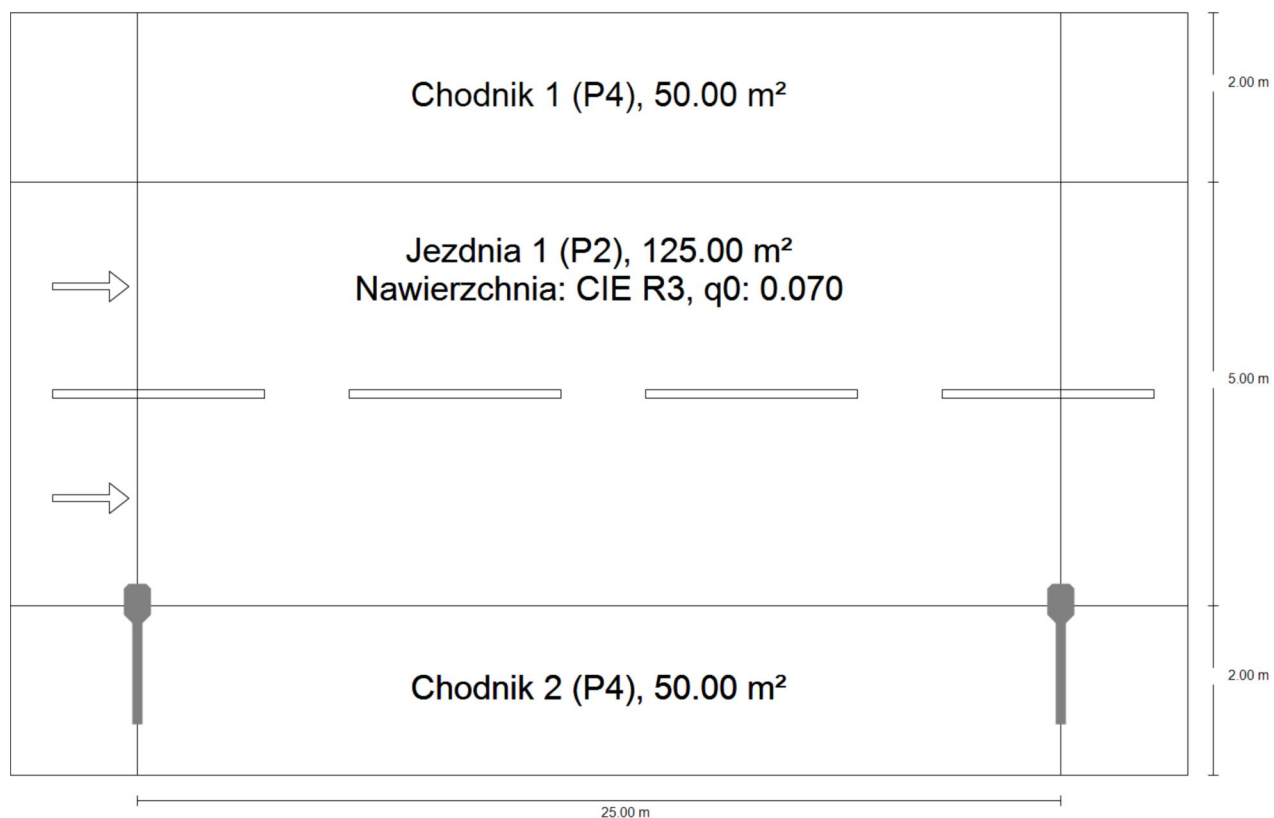 Chodnik 1 (P4), 50.00 m²
2.00 m
Jezdnia 1 (P2), 125.00 m²
Nawierzchnia: CIE R3, q0: 0.070
5.00 m
Chodnik 2 (P4), 50.00 m²
2.00 m
25.00 m